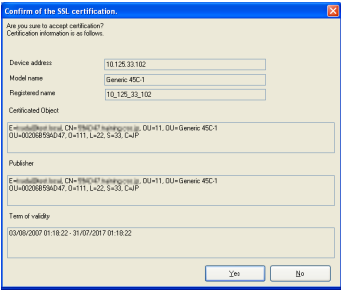 Confirm of the SSL certification.
Are you sure to accept certification?
Certification information is as follows.
Device address 10.125.33.102
Model name Generic 45C-1
Registered name 10_125_33_102
Certificated Object
E= CN= OU=11, OU=Generic 45C-1
OU=00206B59AD47, O=111, L=22, S=33, C=JP
Publisher
E= CN= OU=11, OU=Generic 45C-1
OU=00206B59AD47, O=111, L=22, S=33, C=JP
Term of validity
03/08/2007 01:18:22 - 31/07/2017 01:18:22
Yes No